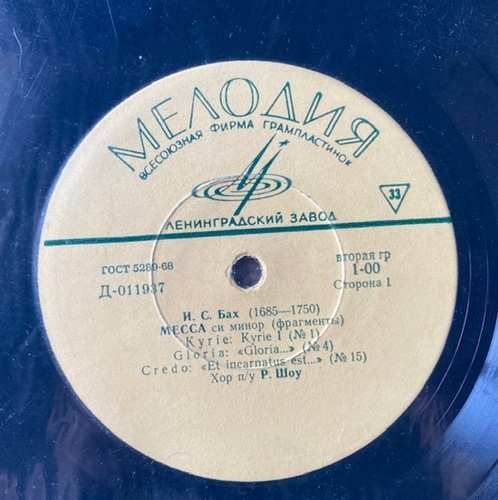 МЕЛОДИЯ
ВСЕСОЮЗНАЯ ФИРМА ГРАМПЛАСТИНОК
33
ЛЕНИНГРАДСКИЙ ЗАВОД
ГОСТ 5289-68
вторая гр
Д-011937
1-00
Сторона 1
И. С. Бах (1685—1750)
МЕССА си минор (фрагменты)
Kyrie: Kyrie I (№ 1)
Gloria: «Gloria...» (№ 4)
Credo: «Et incarnatus est...» (№ 15)
Хор п/у Р. Шоу